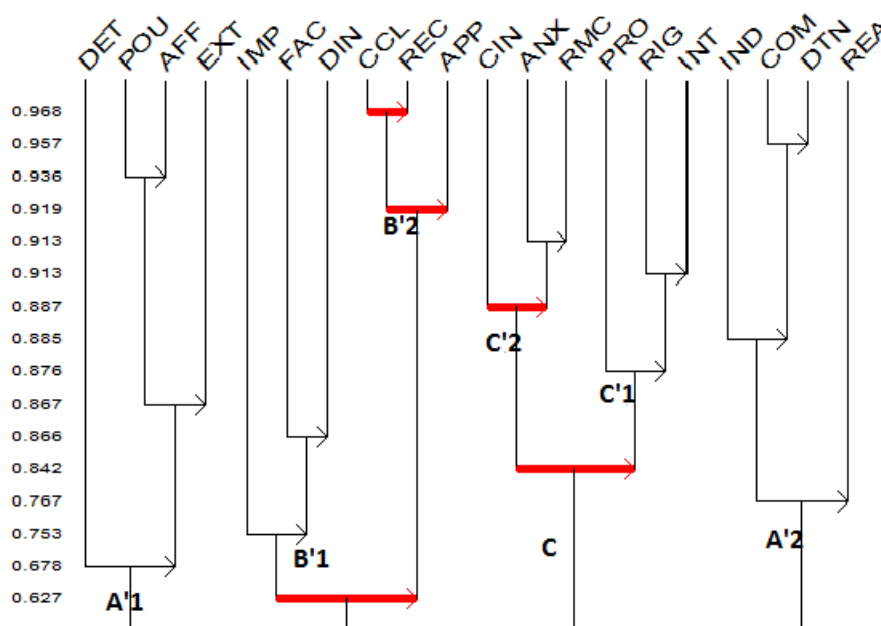 DET POU AFF EXT IMP FAC DIN CCL REC APP CIN ANX RMC PRO RIG INT IND COM DTN REA
0.968
0.957
0.936
0.919
B'2
0.913
0.913
0.887
C'2
0.885
0.876
C'1
0.867
0.866
0.842
0.767
0.753
B'1
C
A'2
0.678
A'1
0.627